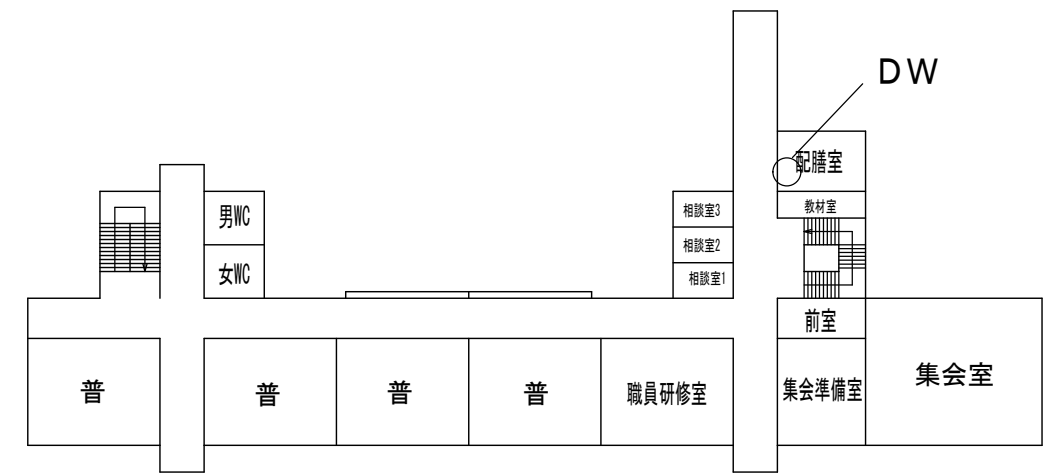 ＤＷ
配膳室
教材室
男WC
女WC
相談室3
相談室2
相談室1
前室
普
普
普
普
職員研修室
集会準備室
集会室